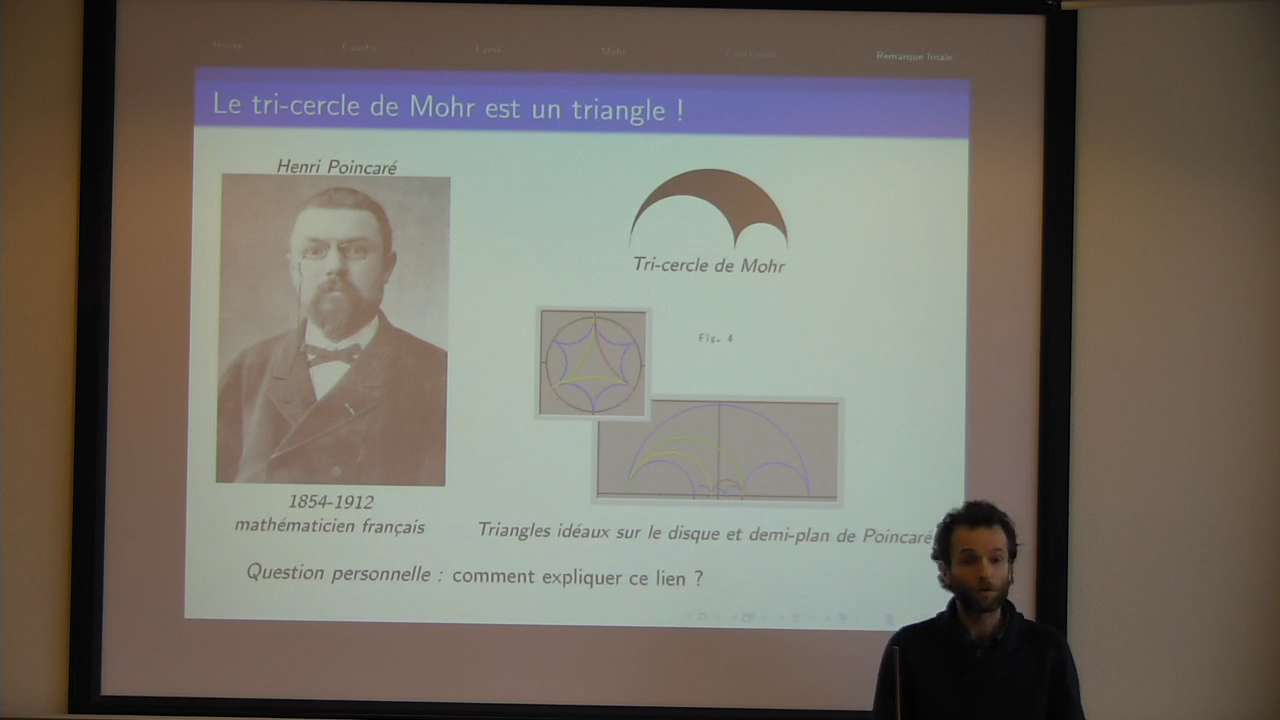 Remarque finale
Le tri-cercle de Mohr est un triangle !
Henri Poincaré
Tri-cercle de Mohr
Fig. 4
1854-1912
mathématicien français
Triangles idéaux sur le disque et demi-plan de Poincaré
Question personnelle : comment expliquer ce lien ?